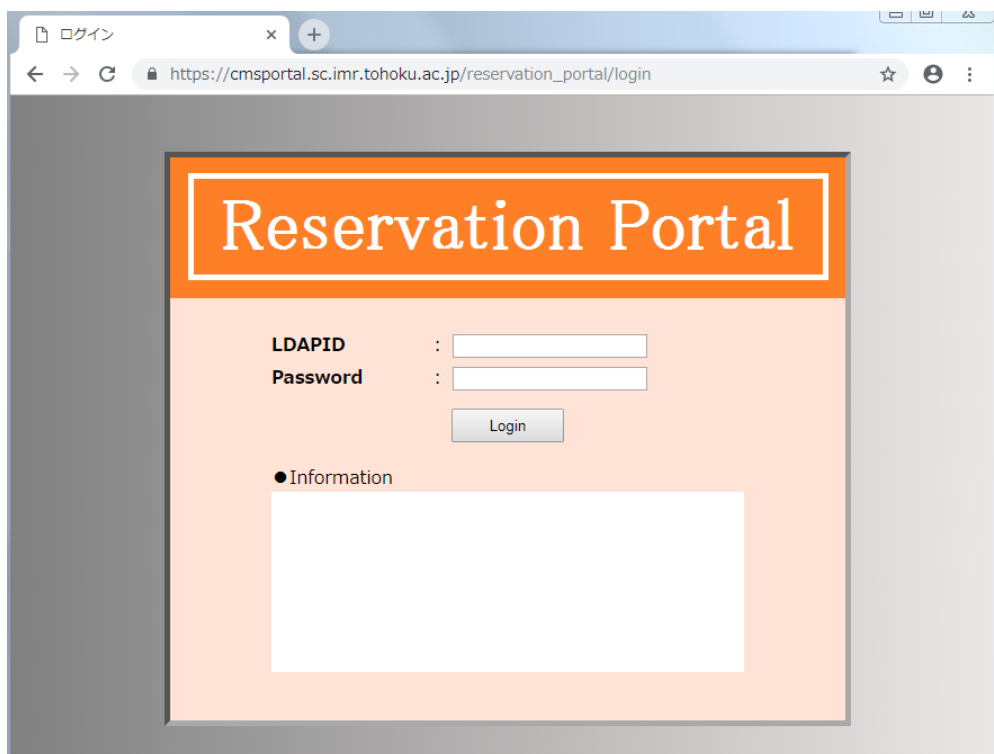 ログイン
https://cmsportal.sc.imr.tohoku.ac.jp/reservation_portal/login
Reservation Portal
LDAPID :
Password :
Login
●Information